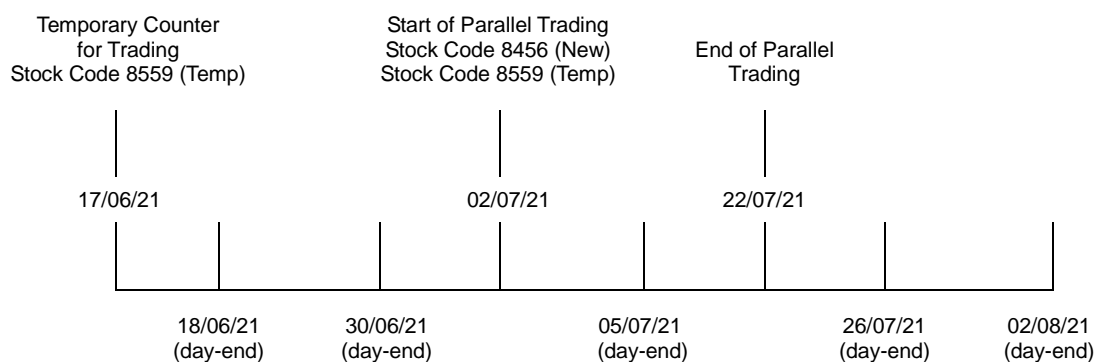 Temporary Counter
for Trading
Stock Code 8559 (Temp)
Start of Parallel Trading
Stock Code 8456 (New)
Stock Code 8559 (Temp)
End of Parallel
Trading
17/06/21
02/07/21
22/07/21
18/06/21
(day-end)
30/06/21
(day-end)
05/07/21
(day-end)
26/07/21
(day-end)
02/08/21
(day-end)